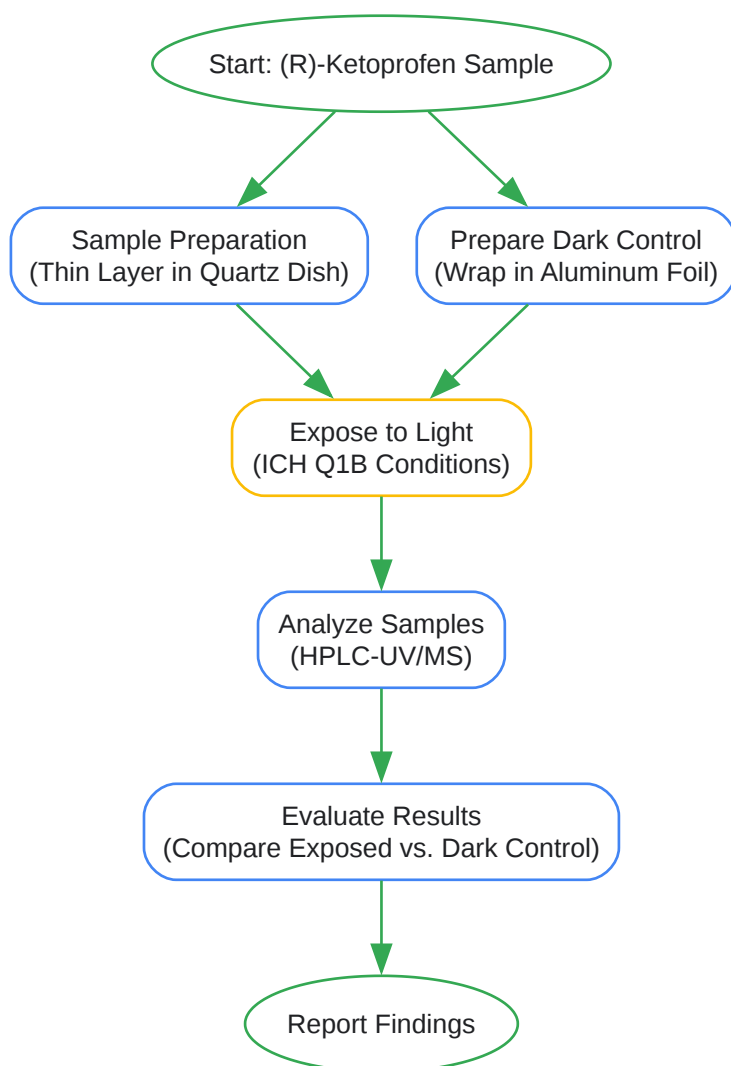 Start: (R)-Ketoprofen Sample
Sample Preparation
(Thin Layer in Quartz Dish)
Prepare Dark Control
(Wrap in Aluminum Foil)
Expose to Light
(ICH Q1B Conditions)
Analyze Samples
(HPLC-UV/MS)
Evaluate Results
(Compare Exposed vs. Dark Control)
Report Findings